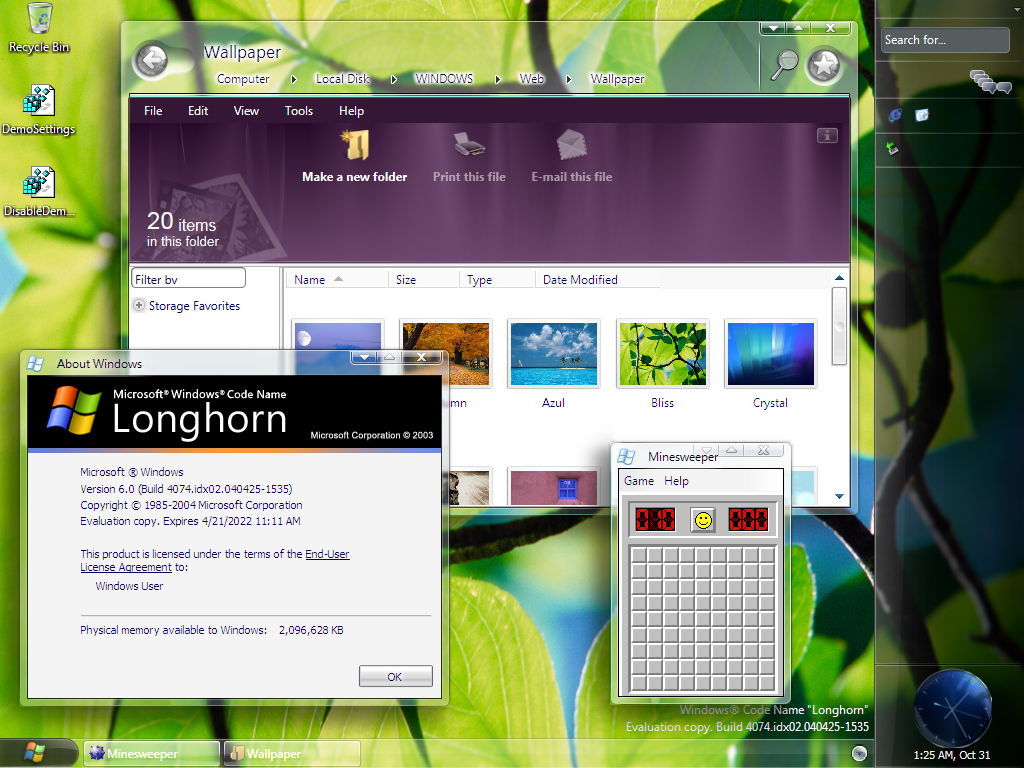 Recycle Bin
DemoSettings
DisableDem...
Wallpaper
Computer Local Disk WINDOWS Web Wallpaper
File Edit View Tools Help
Make a new folder Print this file E-mail this file
20 items
in this folder
Filter by
Storage Favorites
Name Size Type Date Modified
Azul Bliss Crystal
About Windows
Microsoft® Windows® Code Name
Longhorn
Microsoft Corporation © 2003
Microsoft ® Windows
Version 6.0 (Build 4074.idx02.040425-1535)
Copyright © 1985-2004 Microsoft Corporation
Evaluation copy. Expires 4/21/2022 11:11 AM
This product is licensed under the terms of the End-User
License Agreement to:
Windows User
Physical memory available to Windows: 2,096,628 KB
OK
Minesweeper
Game Help
010 000
Windows® Code Name "Longhorn"
Evaluation copy. Build 4074.idx02.040425-1535
Search for...
1:25 AM, Oct 31
Minesweeper
Wallpaper